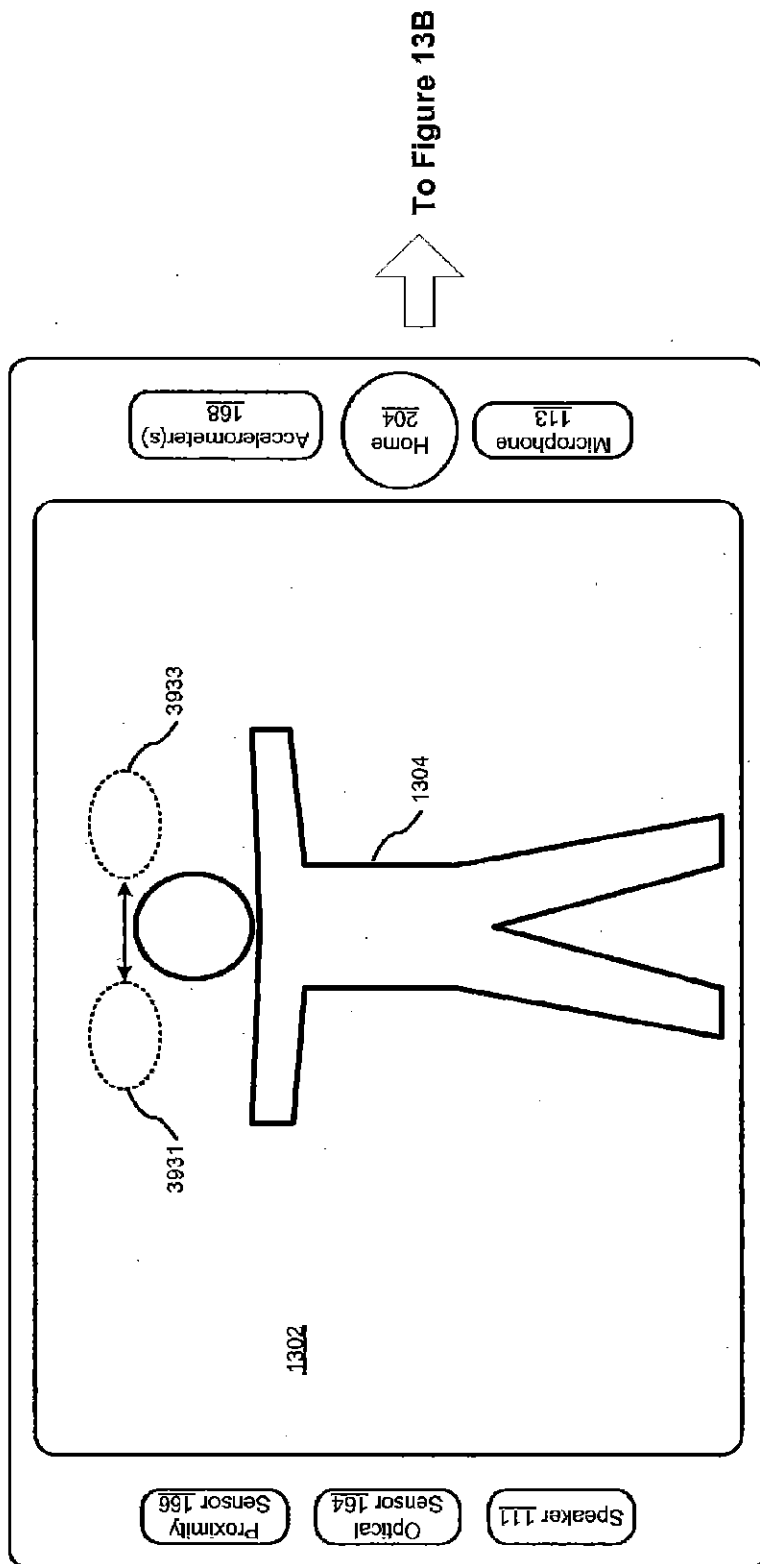 Proximity
Sensor 166
Optical
Sensor 164
Speaker 111
1302
3931
3933
1304
Accelerometer(s)
168
Home
204
Microphone
113
To Figure 13B